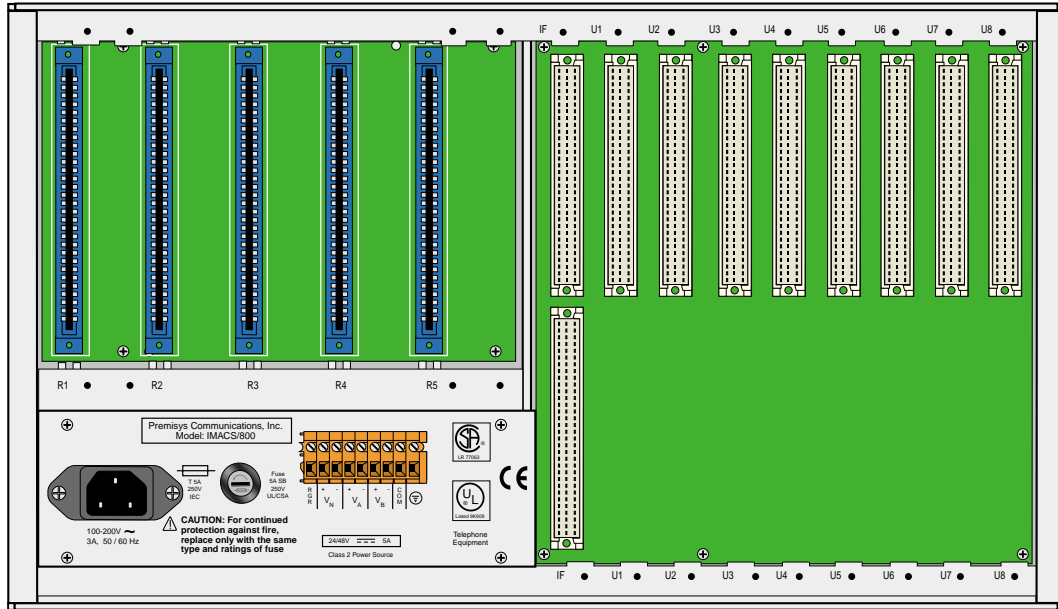 IF U1 U2 U3 U4 U5 U6 U7 U8
R1 R2 R3 R4 R5
Premisys Communications, Inc.
Model: IMACS/800
T 5A
250V
IEC
Fuse
5A SB
250V
UL/CSA
100-200V ~
3A, 50 / 60 Hz
CAUTION: For continued
protection against fire,
replace only with the same
type and ratings of fuse
+ - + - + -
RGR VN VA VB COM
24/48V 5A
Class 2 Power Source
SA ®
LR 77063
UL ®
Listed 9K009
Telephone
Equipment
CE
IF U1 U2 U3 U4 U5 U6 U7 U8